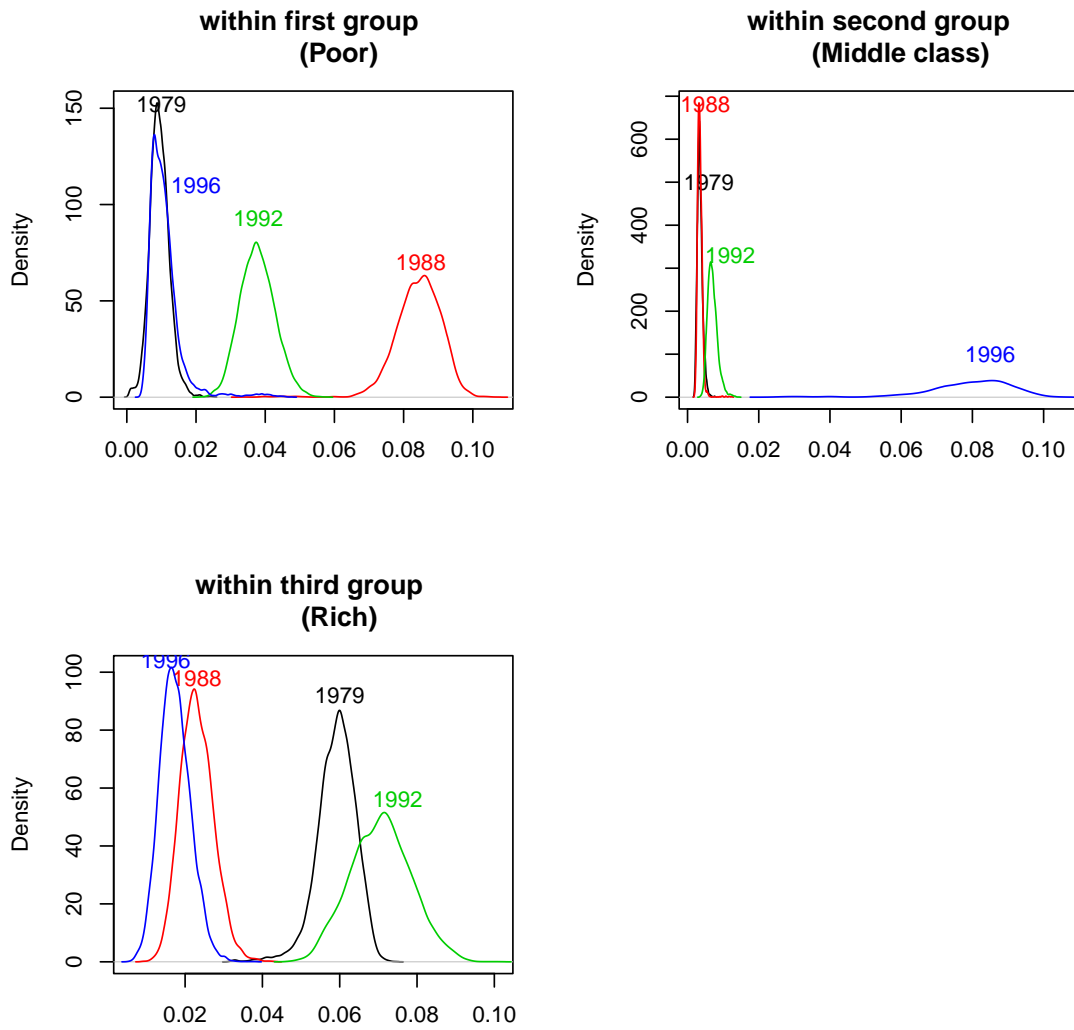 within first group
(Poor)
Density
0 50 100 150
0.00 0.02 0.04 0.06 0.08 0.10
1979
1996
1992
1988
within second group
(Middle class)
Density
0 200 400 600
0.00 0.02 0.04 0.06 0.08 0.10
1988
1979
1992
1996
within third group
(Rich)
Density
0 20 40 60 80 100
0.02 0.04 0.06 0.08 0.10
1996
1988
1979
1992